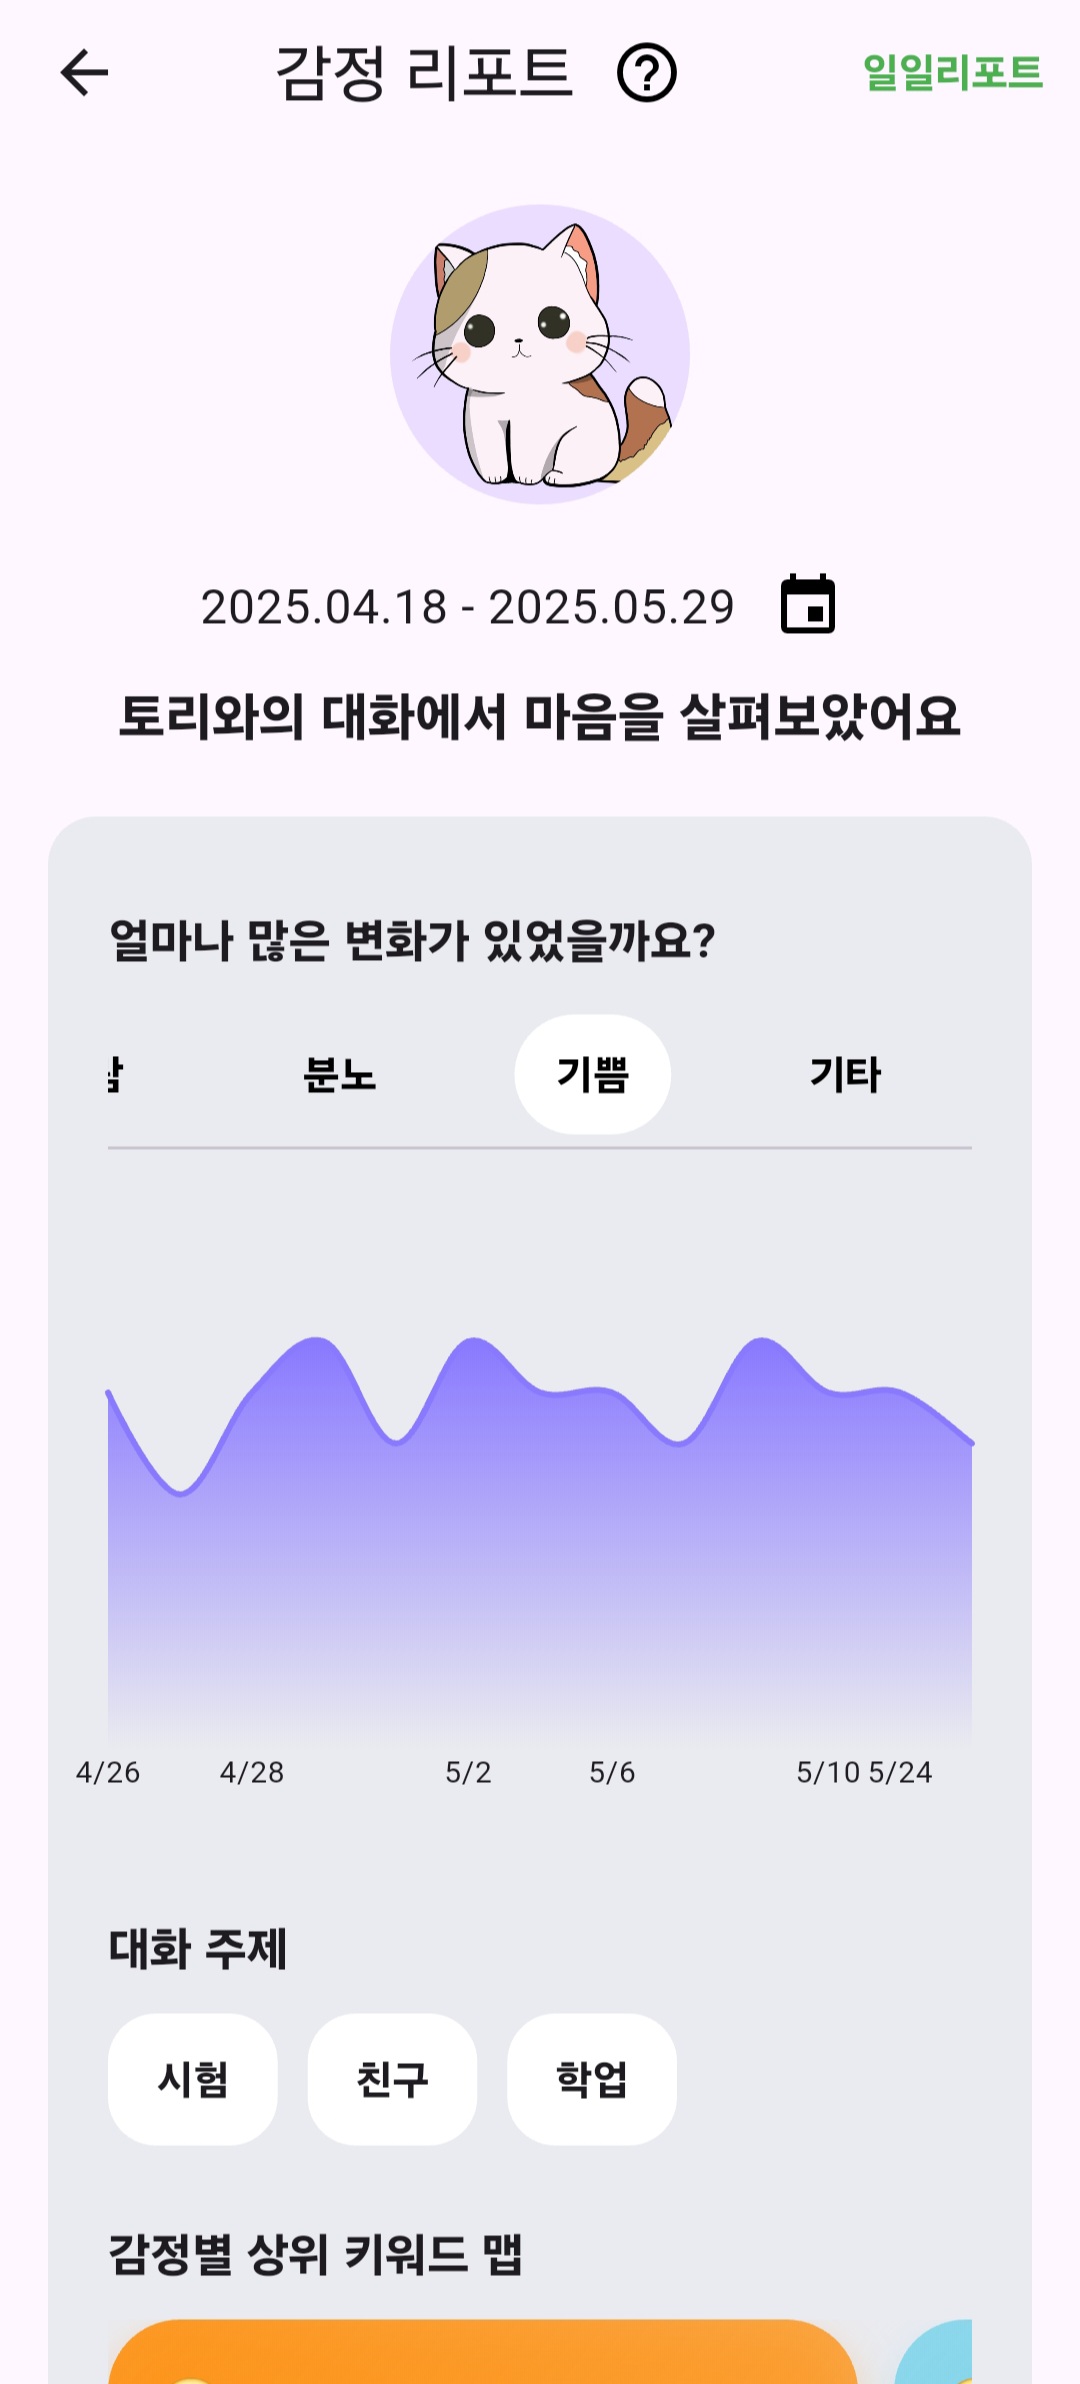 감정 리포트
일일리포트
2025.04.18 - 2025.05.29
토리와의 대화에서 마음을 살펴보았어요
얼마나 많은 변화가 있었을까요?
분노 기쁨 기타
4/26 4/28 5/2 5/6 5/10 5/24
대화 주제
시험 친구 학업
감정별 상위 키워드 맵